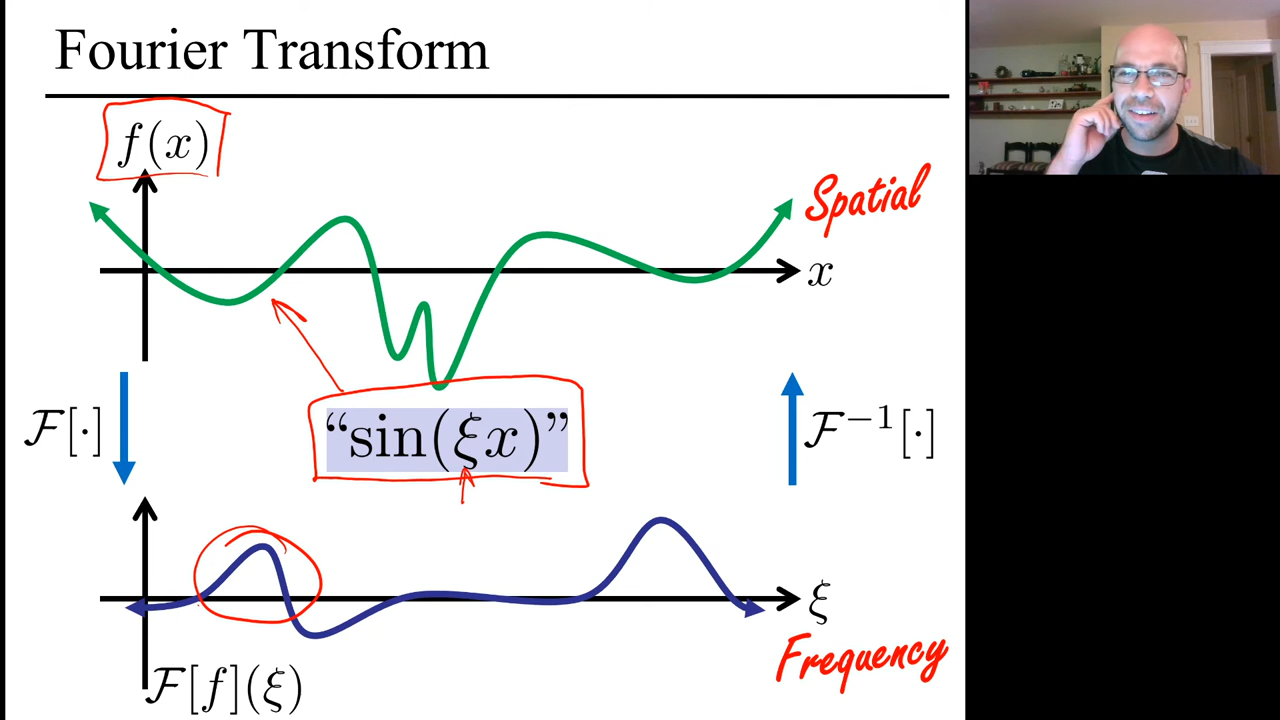 Fourier Transform
f(x)
Spatial
x
F[·]
"sin(ξx)"
F⁻¹[·]
ξ
Frequency
F[f](ξ)